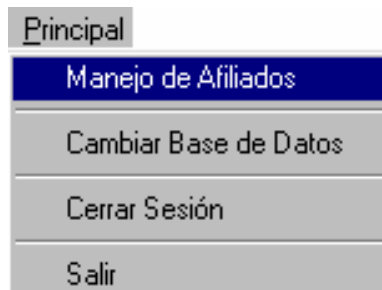 Principal
Manejo de Afiliados
Cambiar Base de Datos
Cerrar Sesión
Salir